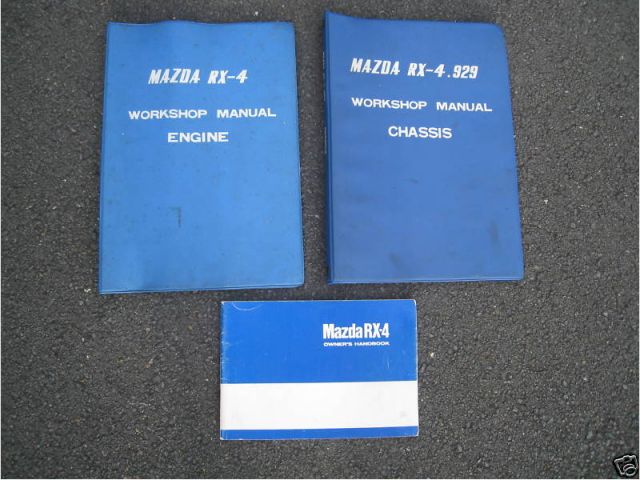 MAZDA RX-4
WORKSHOP MANUAL
ENGINE
MAZDA RX-4.929
WORKSHOP MANUAL
CHASSIS
Mazda RX-4
OWNER'S HANDBOOK